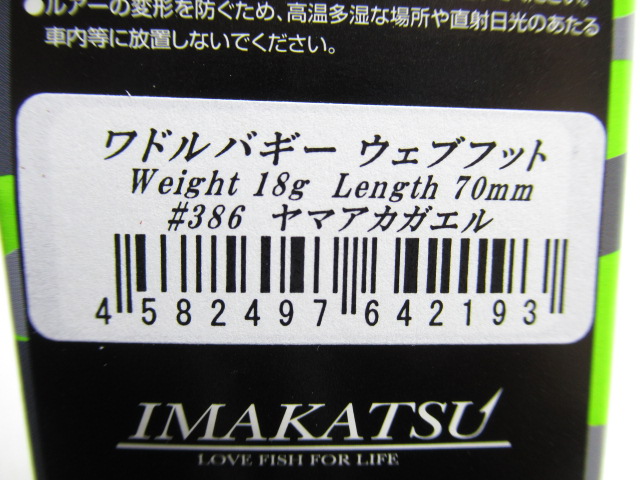 ●ルアーの変形を防ぐため、高温多湿な場所や直射日光のあたる
車内等に放置しないでください。
ワドルバギー ウェブフット
Weight 18g Length 70mm
#386 ヤマアカガエル
4 582497 642193
IMAKATSU
LOVE FISH FOR LIFE